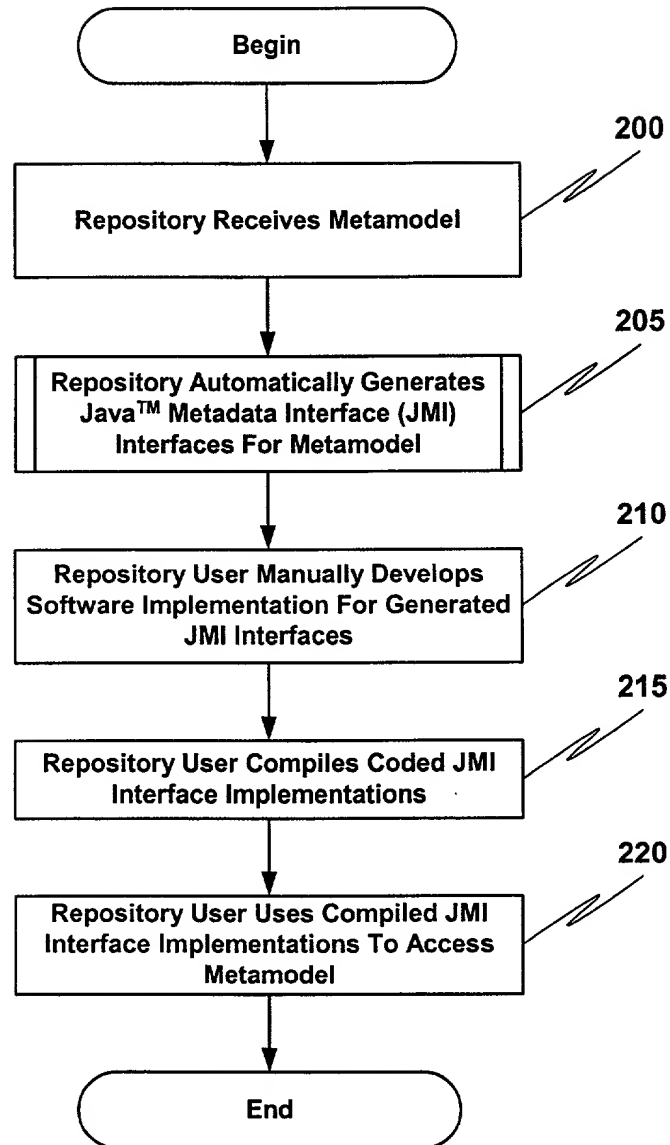 Begin
200
Repository Receives Metamodel
205
Repository Automatically Generates
Java™ Metadata Interface (JMI)
Interfaces For Metamodel
210
Repository User Manually Develops
Software Implementation For Generated
JMI Interfaces
215
Repository User Compiles Coded JMI
Interface Implementations
220
Repository User Uses Compiled JMI
Interface Implementations To Access
Metamodel
End